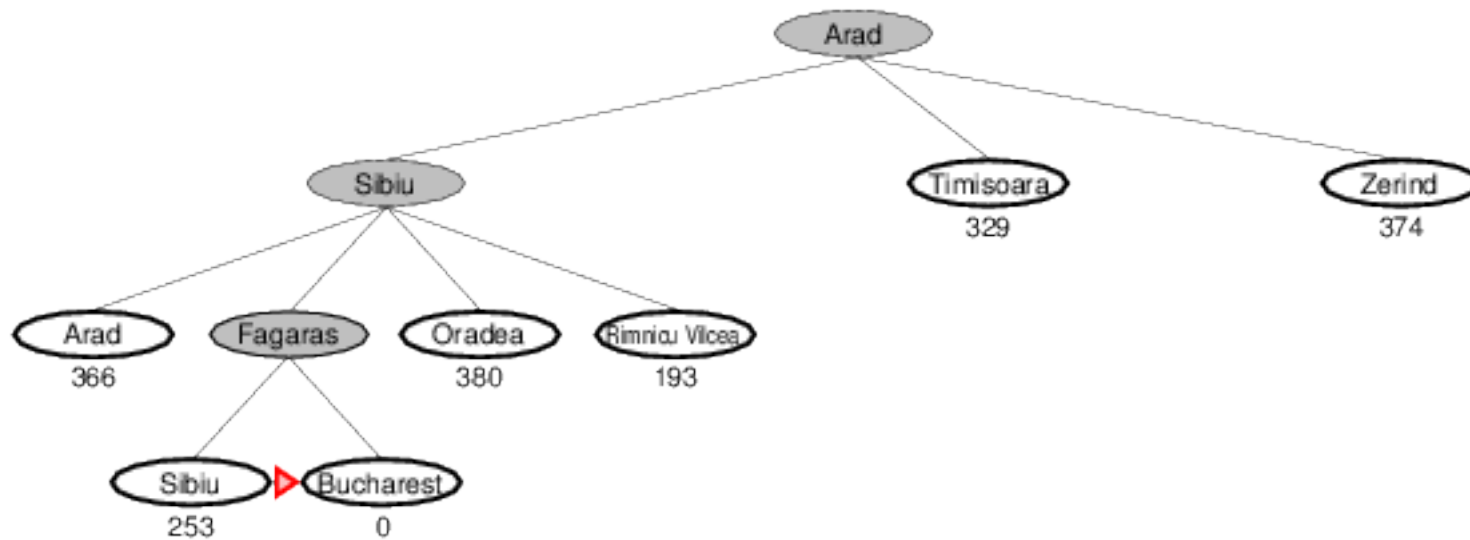 Arad
Sibiu
Timisoara
Zerind
329
374
Arad
Fagaras
Oradea
Rimnicu Vilcea
366
380
193
Sibiu
Bucharest
253
0